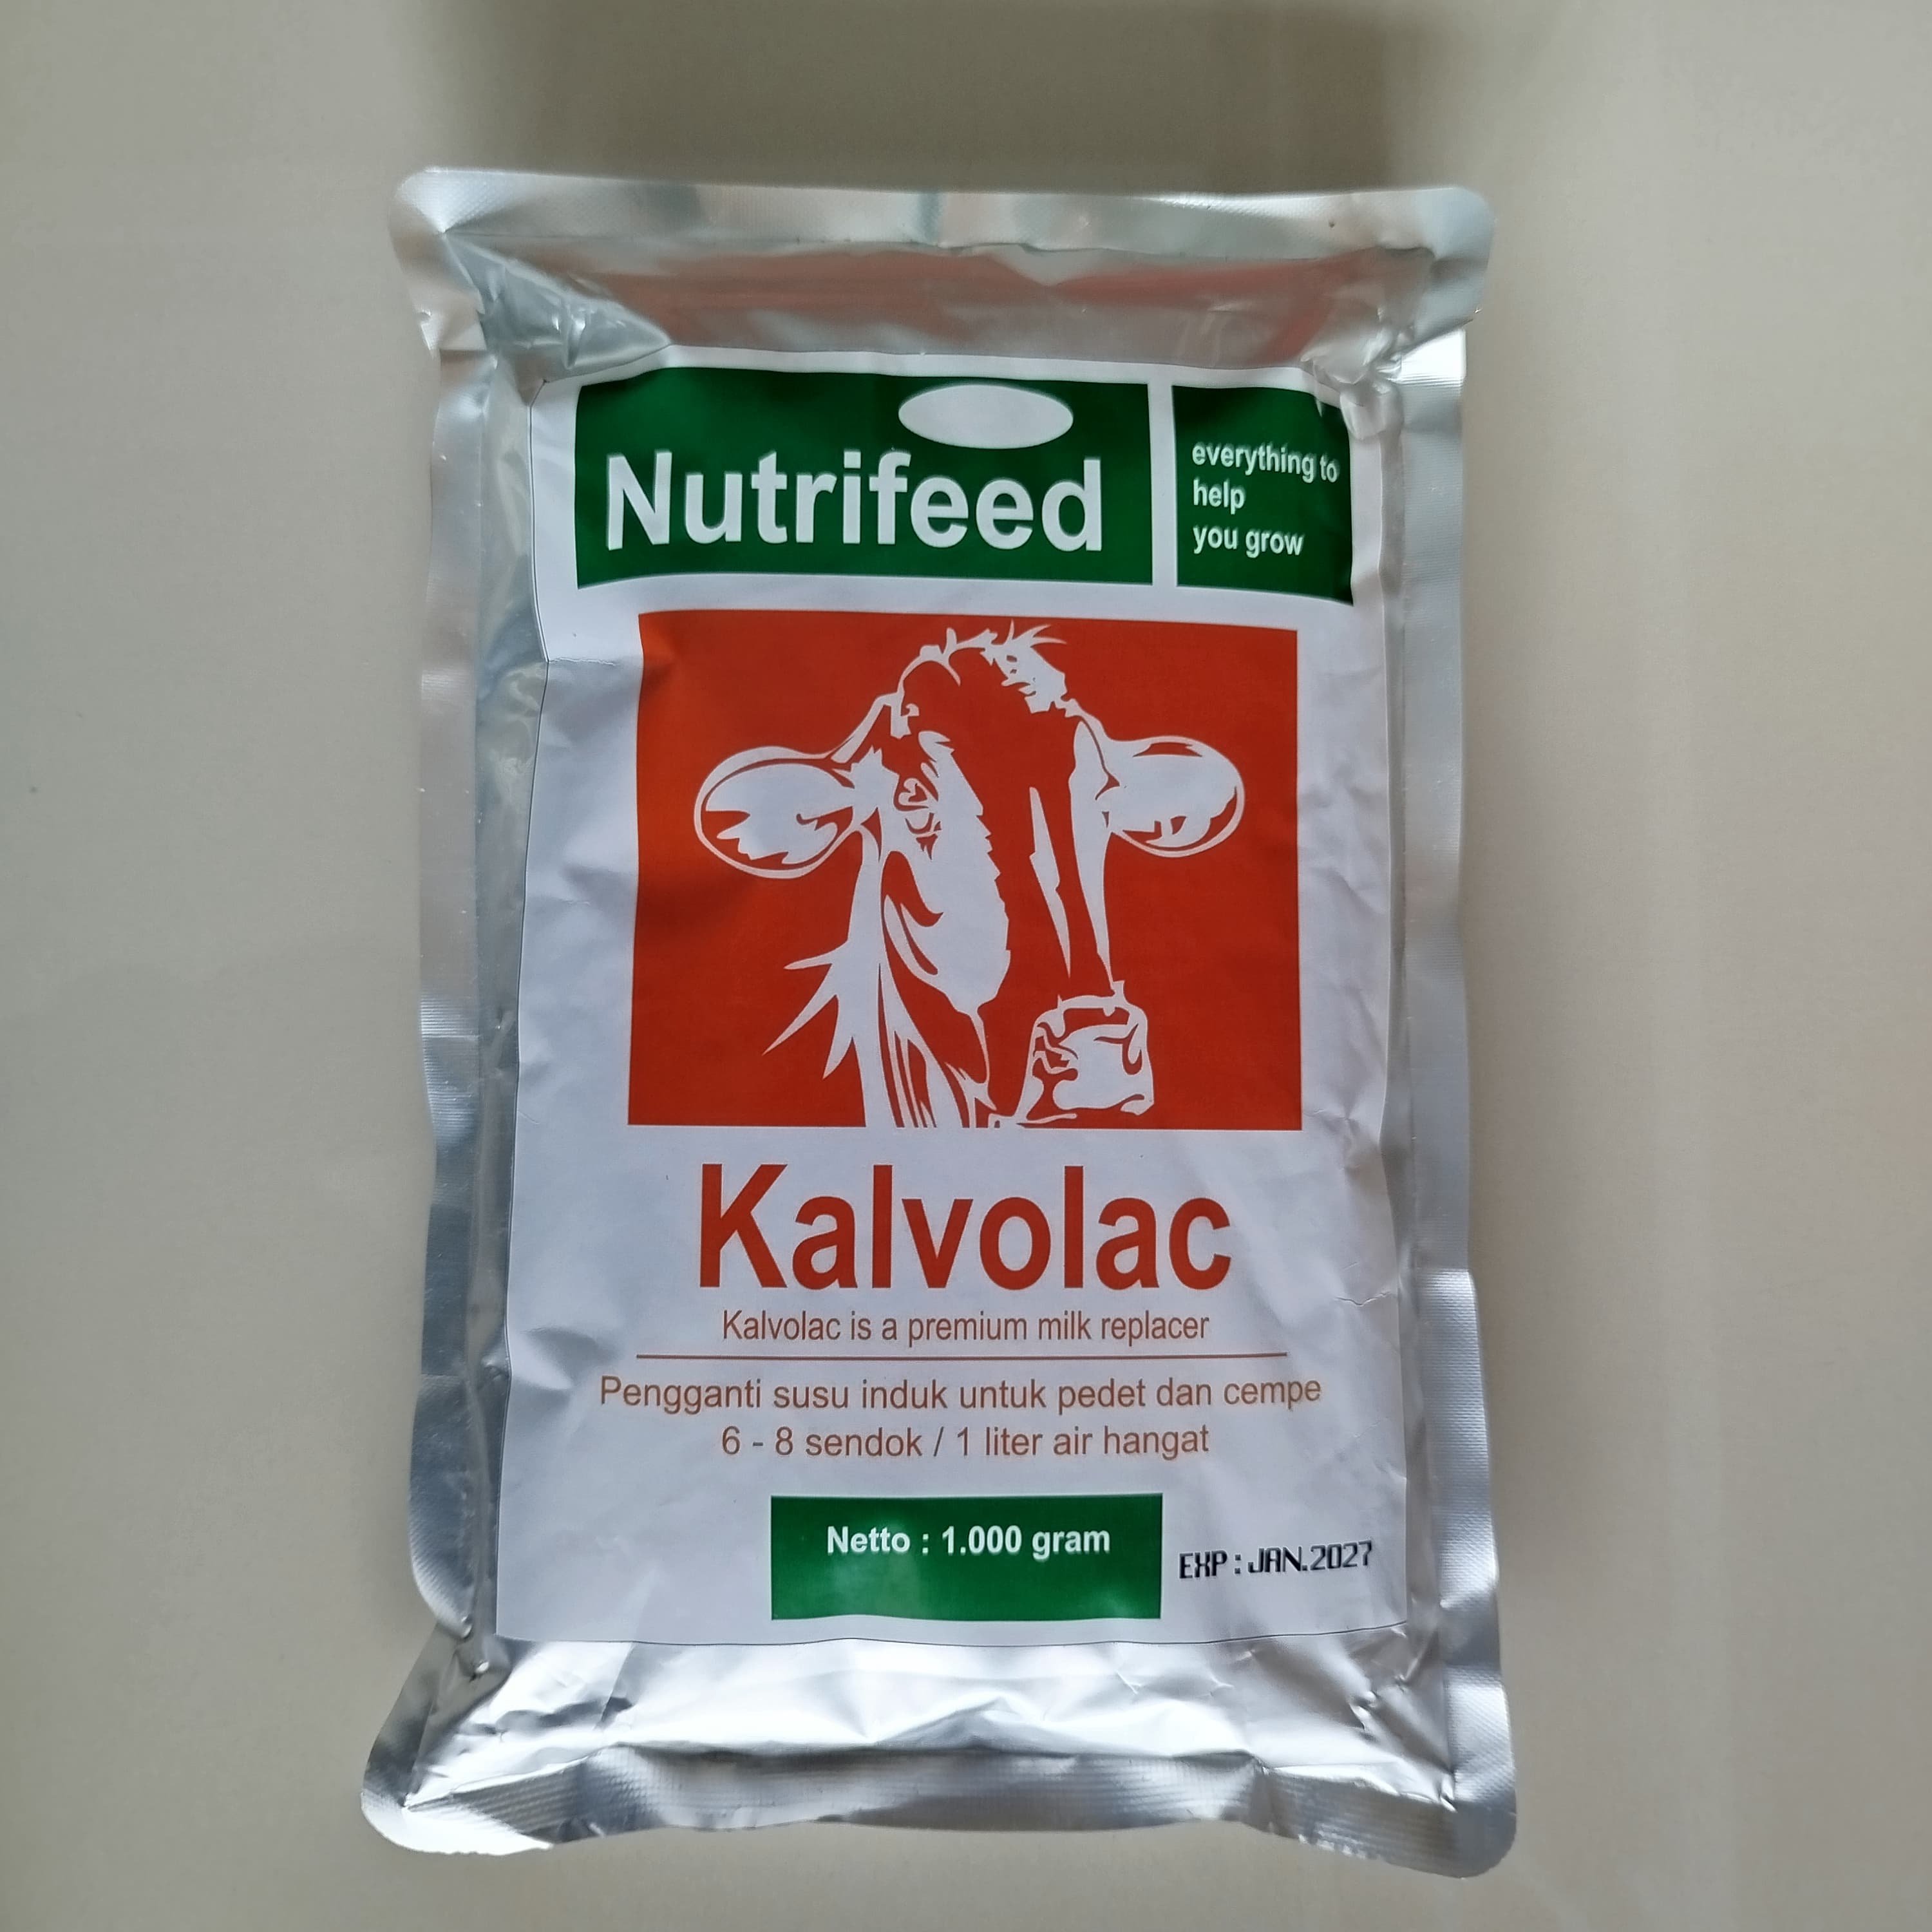 Nutrifeed
everything to
help
you grow
Kalvolac
Kalvolac is a premium milk replacer
Pengganti susu induk untuk pedet dan cempe
6 - 8 sendok / 1 liter air hangat
Netto : 1.000 gram
EXP : JAN.2027